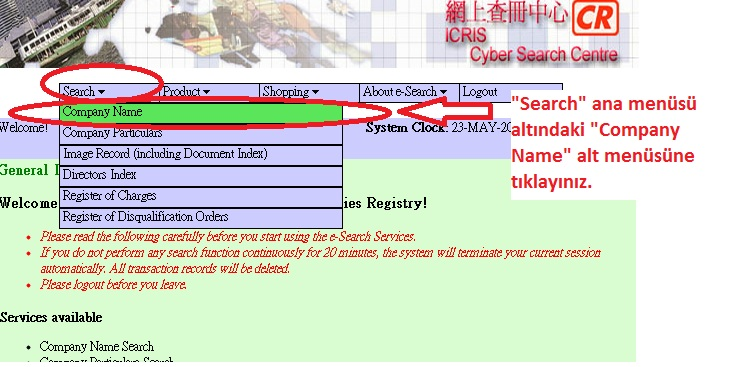 網上查冊中心 CR
ICRIS
Cyber Search Centre
Search Product Shopping About e-Search Logout
Company Name
Company Particulars
Image Record (including Document Index)
Directors Index
Register of Charges
Register of Disqualification Orders
Welcome! System Clock: 23-MAY-20
"Search" ana menüsü
altındaki "Company
Name" alt menüsüne
tıklayınız.
General
Welcome ies Registry!
• Please read the following carefully before you start using the e-Search Services.
• If you do not perform any search function continuously for 20 minutes, the system will terminate your current session
automatically. All transaction records will be deleted.
• Please logout before you leave.
Services available
• Company Name Search
• Company Particulars Search